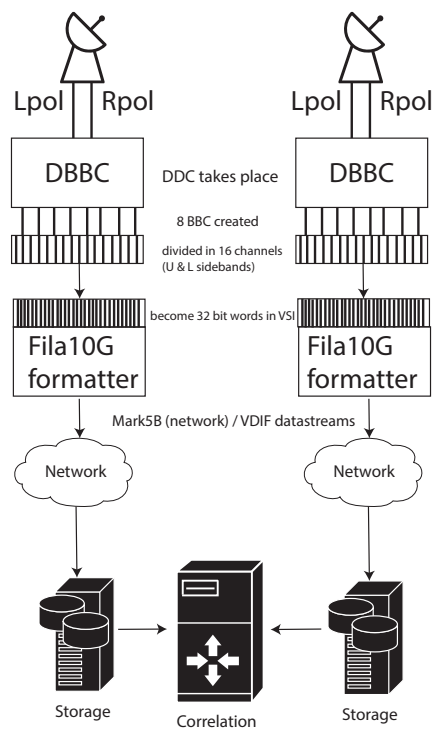 Lpol Rpol Lpol Rpol
DBBC DDC takes place DBBC
8 BBC created
divided in 16 channels
(U & L sidebands)
become 32 bit words in VSI
Fila10G Fila10G
formatter formatter
Mark5B (network) / VDIF datastreams
Network Network
Storage Correlation Storage